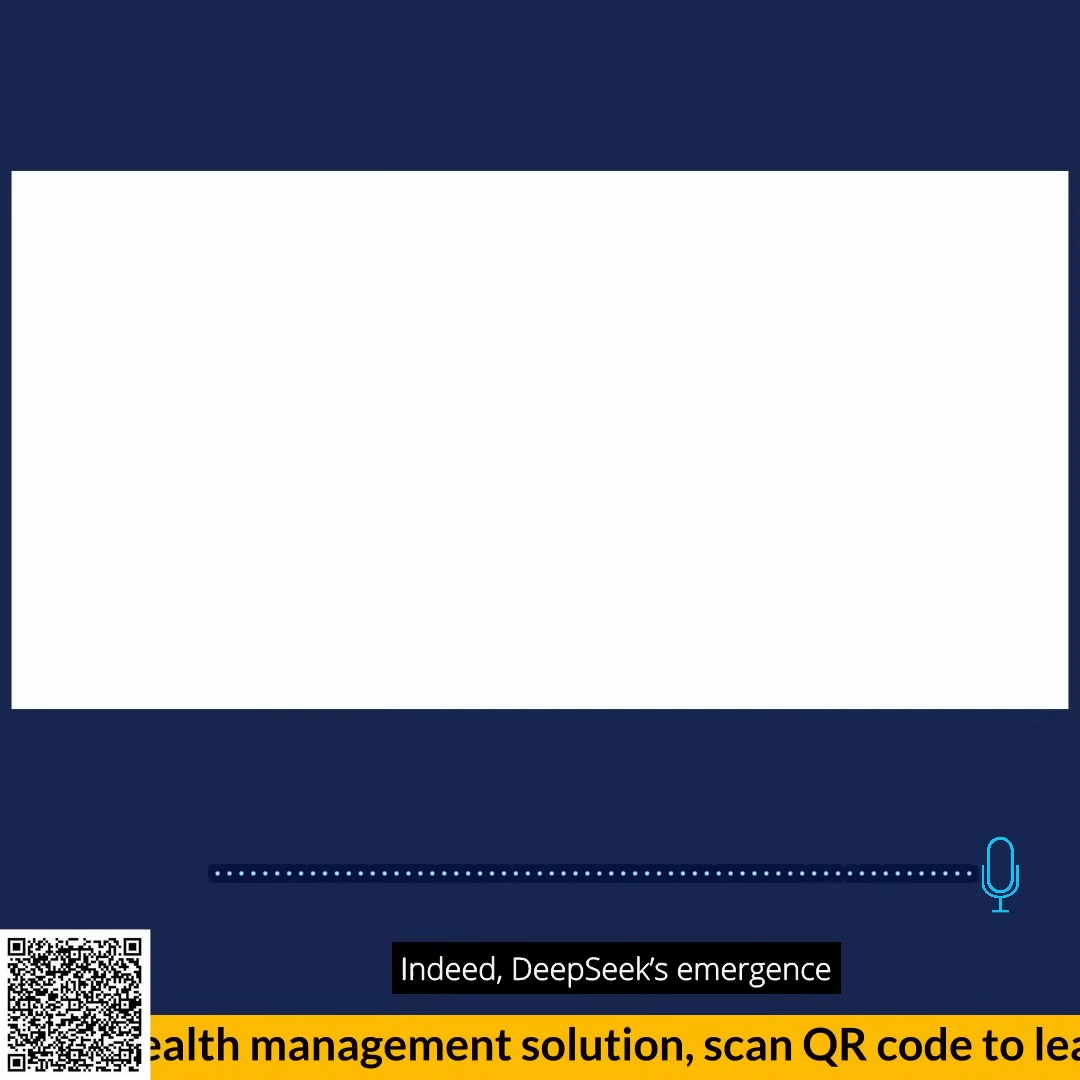 Indeed, DeepSeek's emergence
ealth management solution, scan QR code to lea